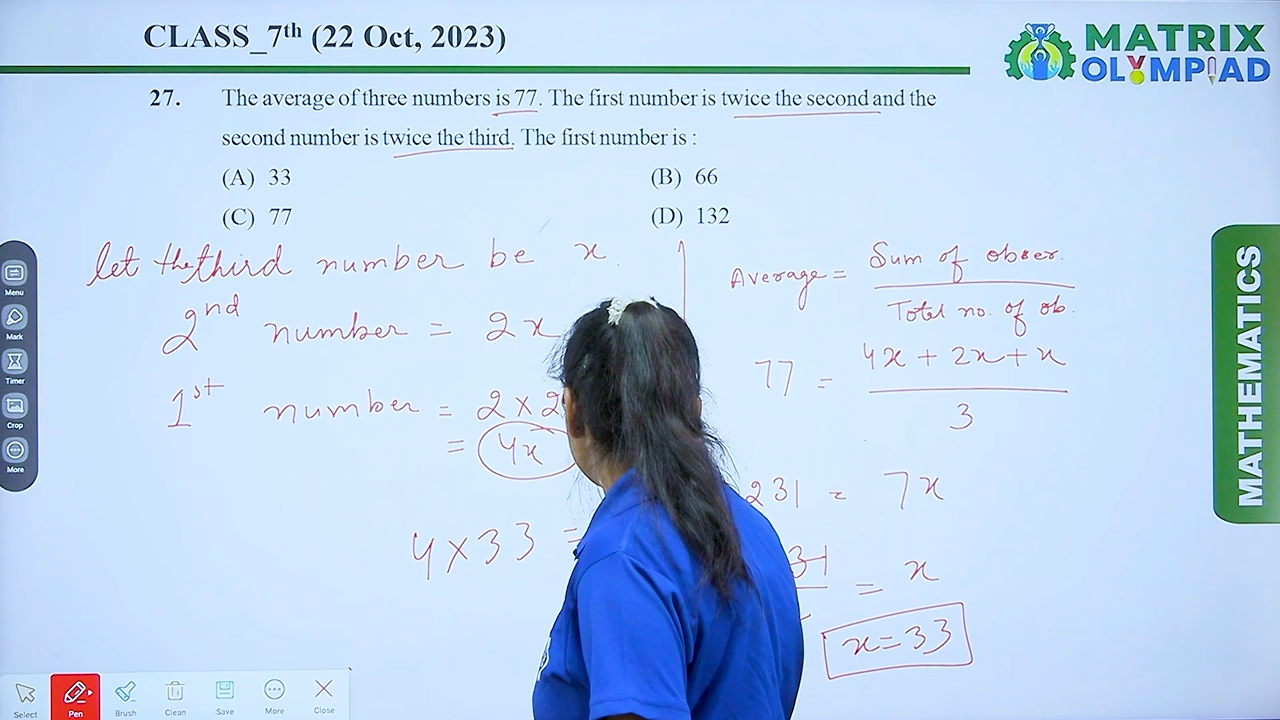 CLASS_7th (22 Oct, 2023)
MATRIX
OLYMPIAD
27. The average of three numbers is 77. The first number is twice the second and the
second number is twice the third. The first number is :
(A) 33 (B) 66
(C) 77 (D) 132
let the third number be x.
2nd number = 2x
1st number = 2 × 2
= 4x
4 × 33 =
Average = Sum of obser.
Total no. of ob.
77 = 4x + 2x + x
3
231 = 7x
31 = x
x = 33
MATHEMATICS
Menu
Mark
Timer
Crop
More
Select
Pen
Brush
Clean
Save
More
Close